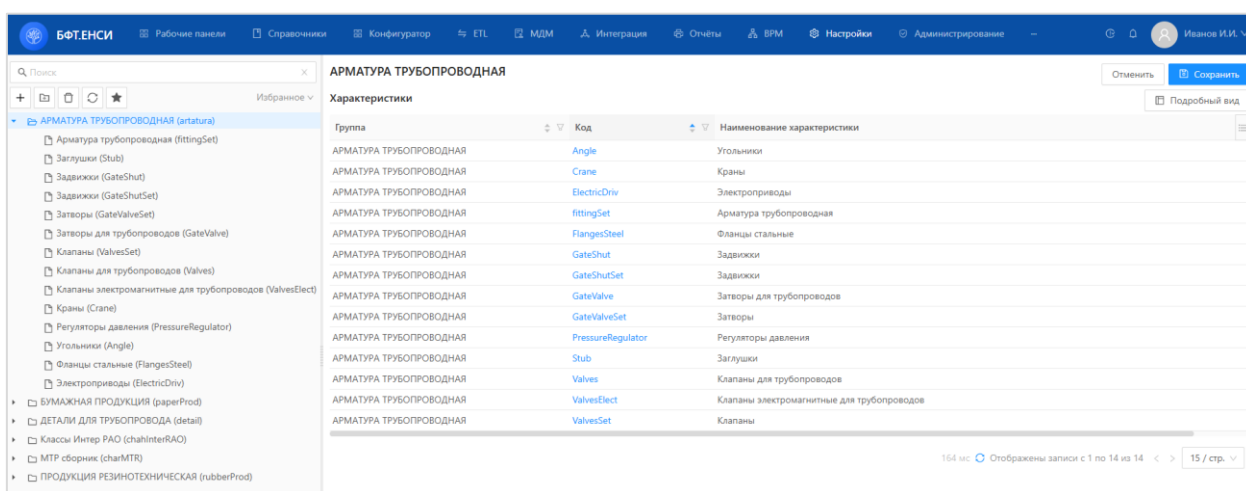 БФТ.ЕНСИ Рабочие панели Справочники Конфигуратор ETL МДМ Интеграция Отчёты BPM Настройки Администрирование ... Иванов И.И.
Поиск
АРМАТУРА ТРУБОПРОВОДНАЯ
Отменить Сохранить
Избранное
Характеристики
Подробный вид
АРМАТУРА ТРУБОПРОВОДНАЯ (artatura)
Арматура трубопроводная (fittingSet)
Заглушки (Stub)
Задвижки (GateShut)
Задвижки (GateShutSet)
Затворы (GateValveSet)
Затворы для трубопроводов (GateValve)
Клапаны (ValvesSet)
Клапаны для трубопроводов (Valves)
Клапаны электромагнитные для трубопроводов (ValvesElect)
Краны (Crane)
Регуляторы давления (PressureRegulator)
Угольники (Angle)
Фланцы стальные (FlangesSteel)
Электроприводы (ElectricDriv)
БУМАЖНАЯ ПРОДУКЦИЯ (paperProd)
ДЕТАЛИ ДЛЯ ТРУБОПРОВОДА (detail)
Классы Интер РАО (chahInterRAO)
МТР сборник (charMTR)
ПРОДУКЦИЯ РЕЗИНОТЕХНИЧЕСКАЯ (rubberProd)
Группа Код Наименование характеристики
АРМАТУРА ТРУБОПРОВОДНАЯ Angle Угольники
АРМАТУРА ТРУБОПРОВОДНАЯ Crane Краны
АРМАТУРА ТРУБОПРОВОДНАЯ ElectricDriv Электроприводы
АРМАТУРА ТРУБОПРОВОДНАЯ fittingSet Арматура трубопроводная
АРМАТУРА ТРУБОПРОВОДНАЯ FlangesSteel Фланцы стальные
АРМАТУРА ТРУБОПРОВОДНАЯ GateShut Задвижки
АРМАТУРА ТРУБОПРОВОДНАЯ GateShutSet Задвижки
АРМАТУРА ТРУБОПРОВОДНАЯ GateValve Затворы для трубопроводов
АРМАТУРА ТРУБОПРОВОДНАЯ GateValveSet Затворы
АРМАТУРА ТРУБОПРОВОДНАЯ PressureRegulator Регуляторы давления
АРМАТУРА ТРУБОПРОВОДНАЯ Stub Заглушки
АРМАТУРА ТРУБОПРОВОДНАЯ Valves Клапаны для трубопроводов
АРМАТУРА ТРУБОПРОВОДНАЯ ValvesElect Клапаны электромагнитные для трубопроводов
АРМАТУРА ТРУБОПРОВОДНАЯ ValvesSet Клапаны
164 мс Отображены записи с 1 по 14 из 14 < > 15 / стр.